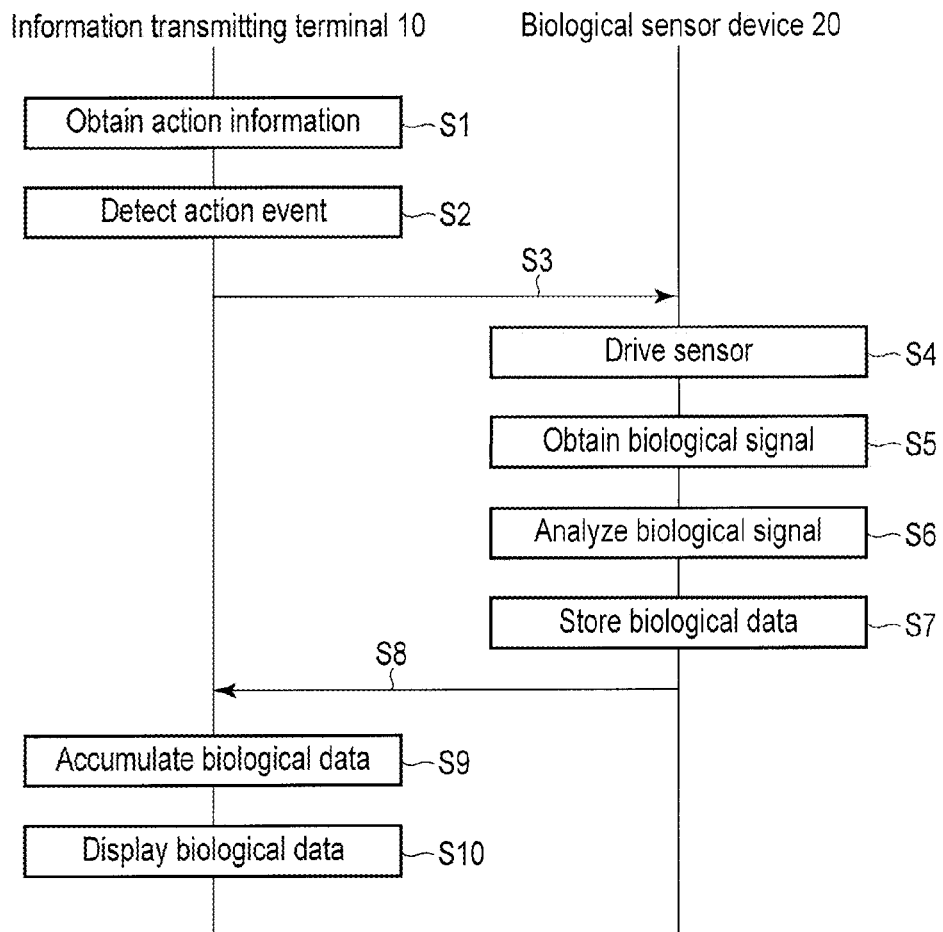 Information transmitting terminal 10
Biological sensor device 20
Obtain action information
S1
Detect action event
S2
S3
Drive sensor
S4
Obtain biological signal
S5
Analyze biological signal
S6
Store biological data
S7
S8
Accumulate biological data
S9
Display biological data
S10